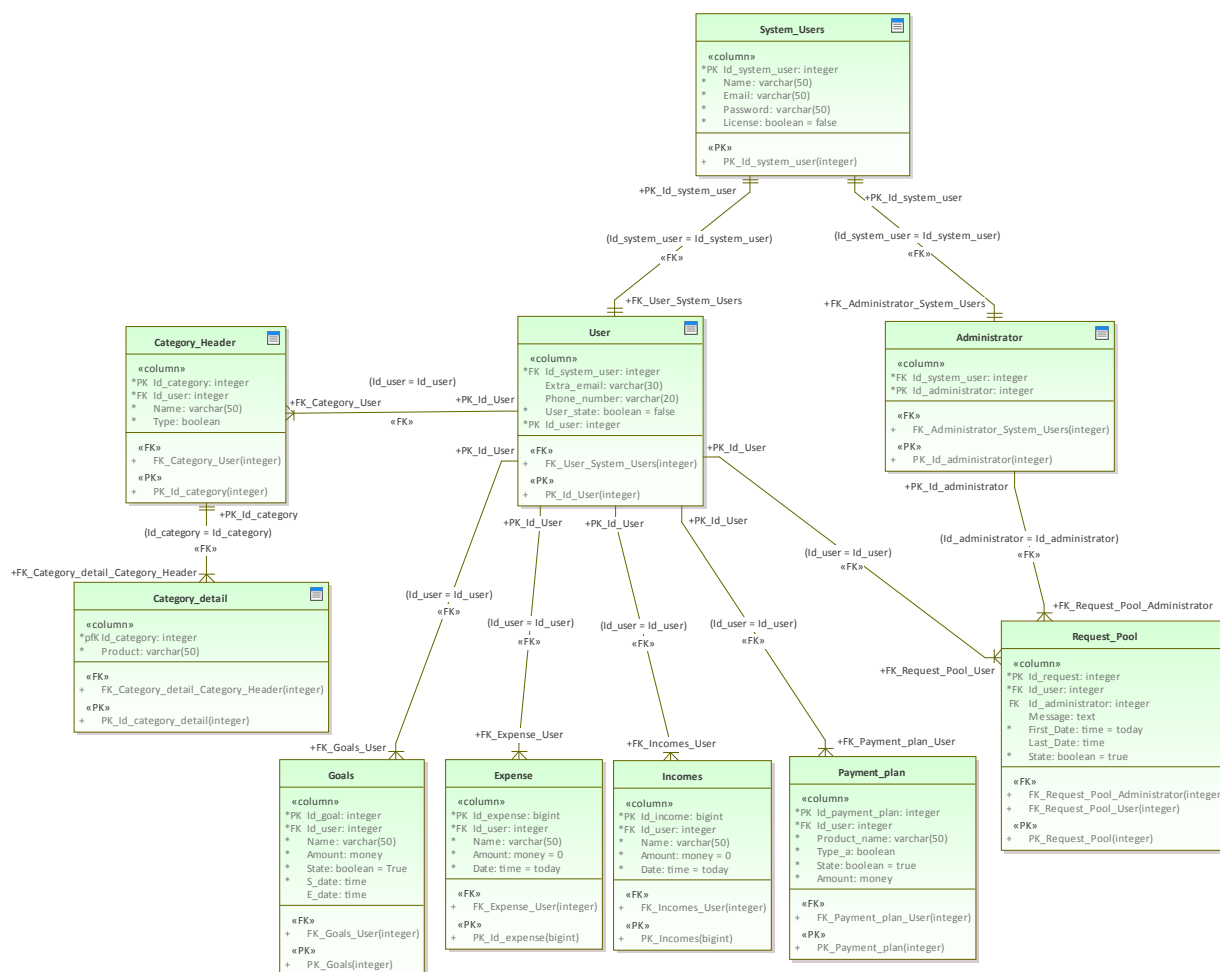 System_Users
«column»
*PK Id_system_user: integer
* Name: varchar(50)
* Email: varchar(50)
* Password: varchar(50)
* License: boolean = false
«PK»
+ PK_Id_system_user(integer)
+PK_Id_system_user
+PK_Id_system_user
(Id_system_user = Id_system_user)
«FK»
(Id_system_user = Id_system_user)
«FK»
+FK_User_System_Users
+FK_Administrator_System_Users
Category_Header
«column»
*PK Id_category: integer
*FK Id_user: integer
* Name: varchar(50)
* Type: boolean
«FK»
+ FK_Category_User(integer)
«PK»
+ PK_Id_category(integer)
(Id_user = Id_user)
+FK_Category_User
+PK_Id_User
«FK»
User
«column»
*FK Id_system_user: integer
Extra_email: varchar(30)
Phone_number: varchar(20)
* User_state: boolean = false
*PK Id_user: integer
«FK»
+ FK_User_System_Users(integer)
«PK»
+ PK_Id_User(integer)
Administrator
«column»
*FK Id_system_user: integer
*PK Id_administrator: integer
«FK»
+ FK_Administrator_System_Users(integer)
«PK»
+ PK_Id_administrator(integer)
+PK_Id_User
+PK_Id_User
+PK_Id_User
+PK_Id_User
+PK_Id_User
+PK_Id_administrator
+PK_Id_category
(Id_category = Id_category)
«FK»
+FK_Category_detail_Category_Header
(Id_user = Id_user)
«FK»
(Id_administrator = Id_administrator)
«FK»
Category_detail
«column»
*pfK Id_category: integer
* Product: varchar(50)
«FK»
+ FK_Category_detail_Category_Header(integer)
«PK»
+ PK_Id_category_detail(integer)
(Id_user = Id_user)
«FK»
(Id_user = Id_user)
«FK»
(Id_user = Id_user)
«FK»
(Id_user = Id_user)
«FK»
+FK_Request_Pool_Administrator
+FK_Request_Pool_User
Request_Pool
«column»
*PK Id_request: integer
*FK Id_user: integer
FK Id_administrator: integer
Message: text
* First_Date: time = today
Last_Date: time
* State: boolean = true
«FK»
+ FK_Request_Pool_Administrator(integer
+ FK_Request_Pool_User(integer)
«PK»
+ PK_Request_Pool(integer)
+FK_Goals_User
+FK_Expense_User
+FK_Incomes_User
+FK_Payment_plan_User
Goals
«column»
*PK Id_goal: integer
*FK Id_user: integer
* Name: varchar(50)
* Amount: money
* State: boolean = True
* S_date: time
E_date: time
«FK»
+ FK_Goals_User(integer)
«PK»
+ PK_Goals(integer)
Expense
«column»
*PK Id_expense: bigint
*FK Id_user: integer
* Name: varchar(50)
* Amount: money = 0
* Date: time = today
«FK»
+ FK_Expense_User(integer)
«PK»
+ PK_Id_expense(bigint)
Incomes
«column»
*PK Id_income: bigint
*FK Id_user: integer
* Name: varchar(50)
* Amount: money = 0
* Date: time = today
«FK»
+ FK_Incomes_User(integer)
«PK»
+ PK_Incomes(bigint)
Payment_plan
«column»
*PK Id_payment_plan: integer
*FK Id_user: integer
* Product_name: varchar(50)
* Type_a: boolean
* State: boolean = true
* Amount: money
«FK»
+ FK_Payment_plan_User(integer)
«PK»
+ PK_Payment_plan(integer)